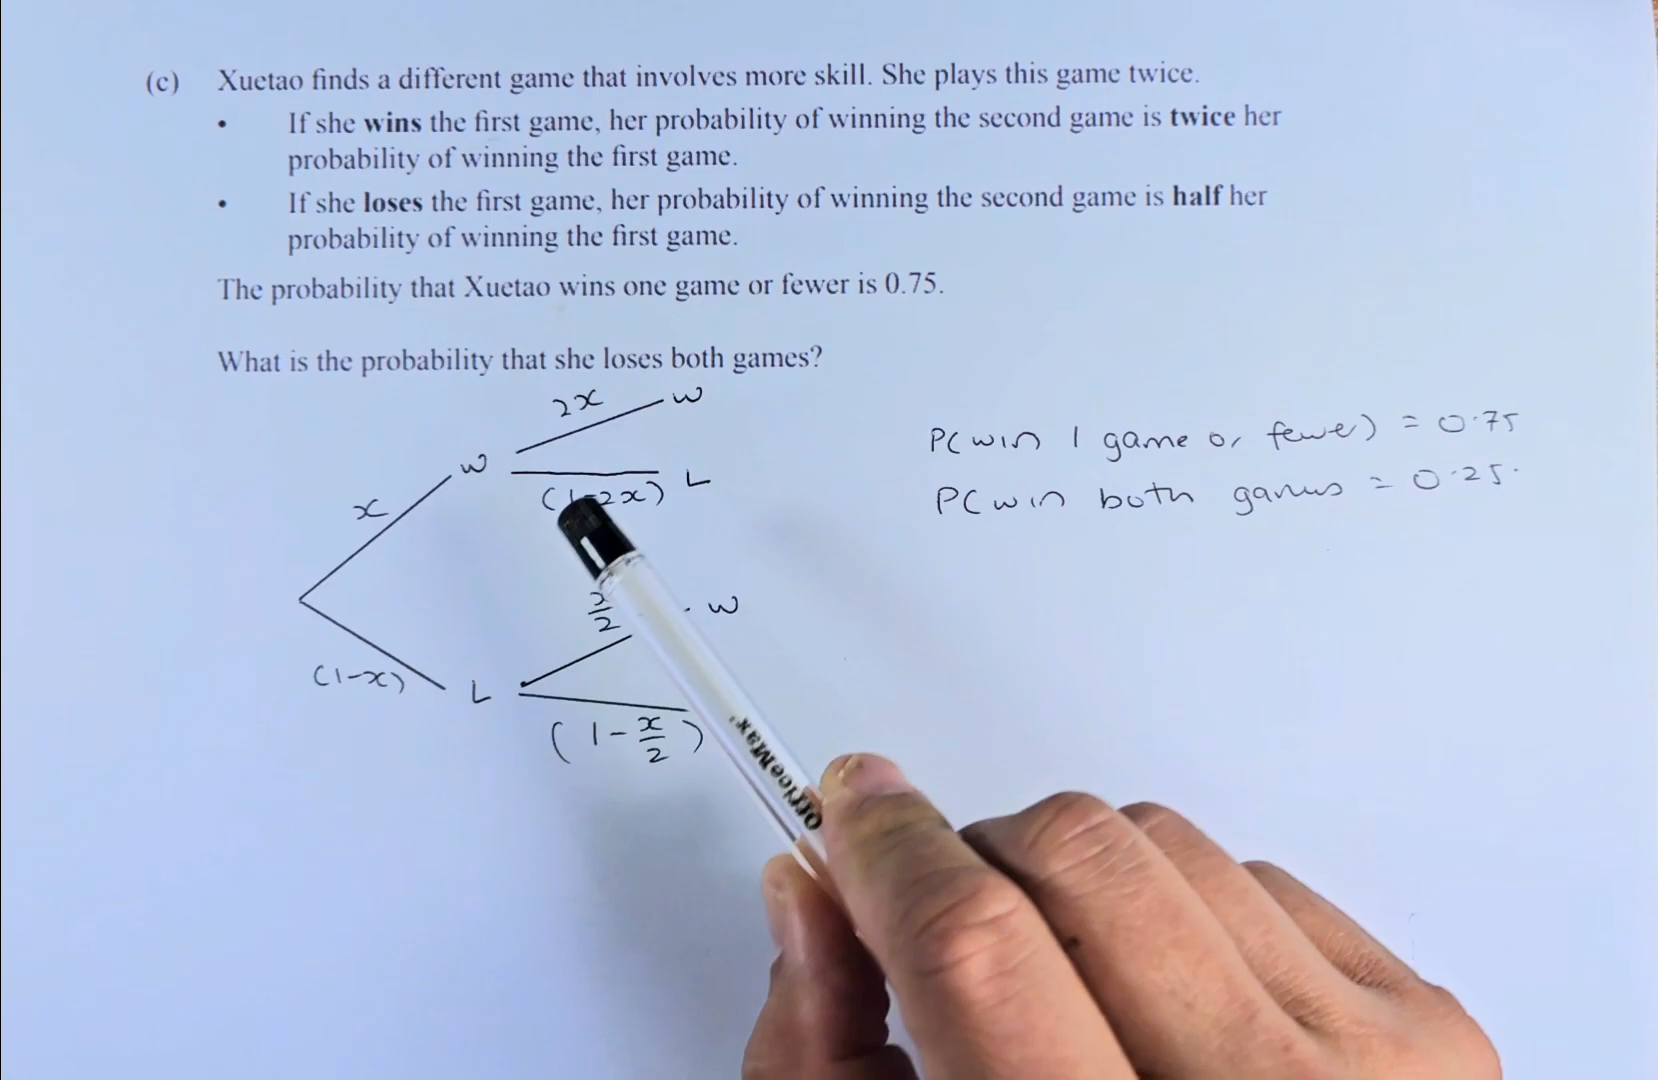 (c) Xuetao finds a different game that involves more skill. She plays this game twice.
• If she wins the first game, her probability of winning the second game is twice her
probability of winning the first game.
• If she loses the first game, her probability of winning the second game is half her
probability of winning the first game.
The probability that Xuetao wins one game or fewer is 0.75.
What is the probability that she loses both games?
2x W
P(win 1 game or fewer) = 0.75
W
x
(1-2x) L
P(win both games = 0.25.
x/2 W
(1-x) L
(1-x/2)
OfficeMax